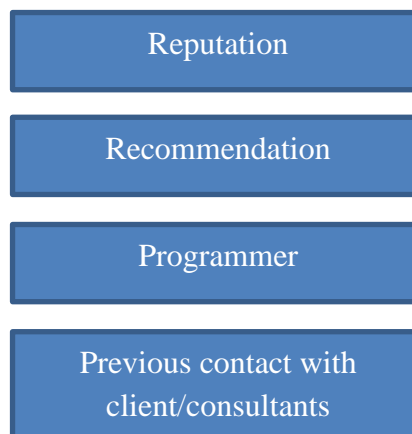 Reputation
Recommendation
Programmer
Previous contact with
client/consultants